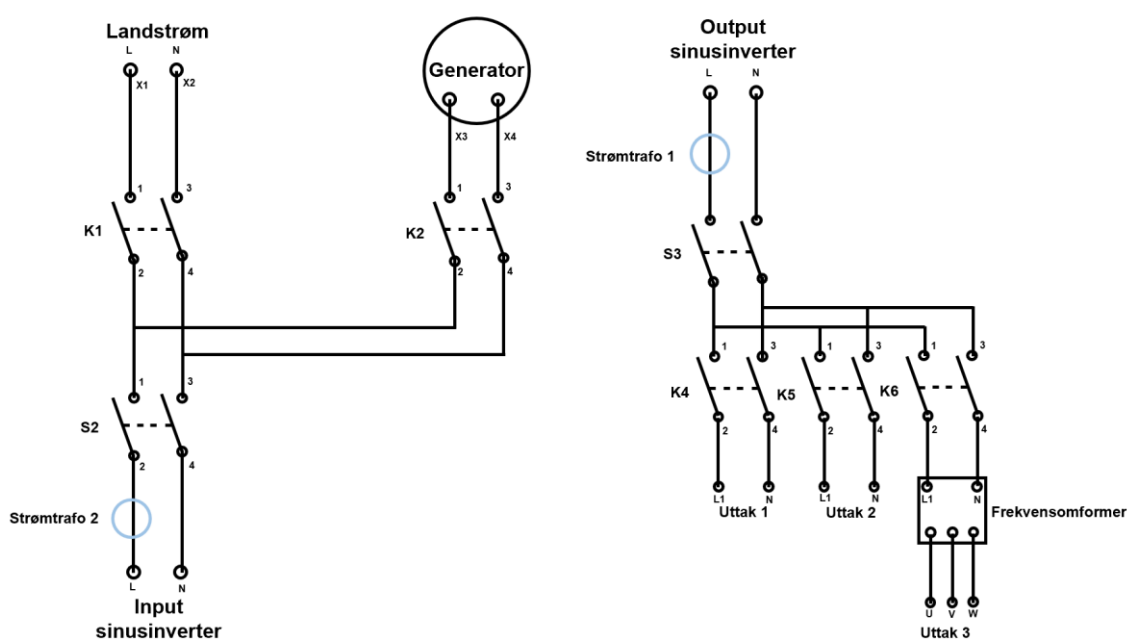 Landstrøm
L N
X1 X2
1 3
K1
2 4
1 3
S2
2 4
Strømtrafo 2
L N
Input
sinusinverter
Generator
X3 X4
1 3
K2
2 4
Output
sinusinverter
L N
Strømtrafo 1
S3
1 3 1 3 1 3
K4 K5 K6
2 4 2 4 2 4
L1 N L1 N L1 N
Uttak 1 Uttak 2 Frekvensomformer
U V W
Uttak 3